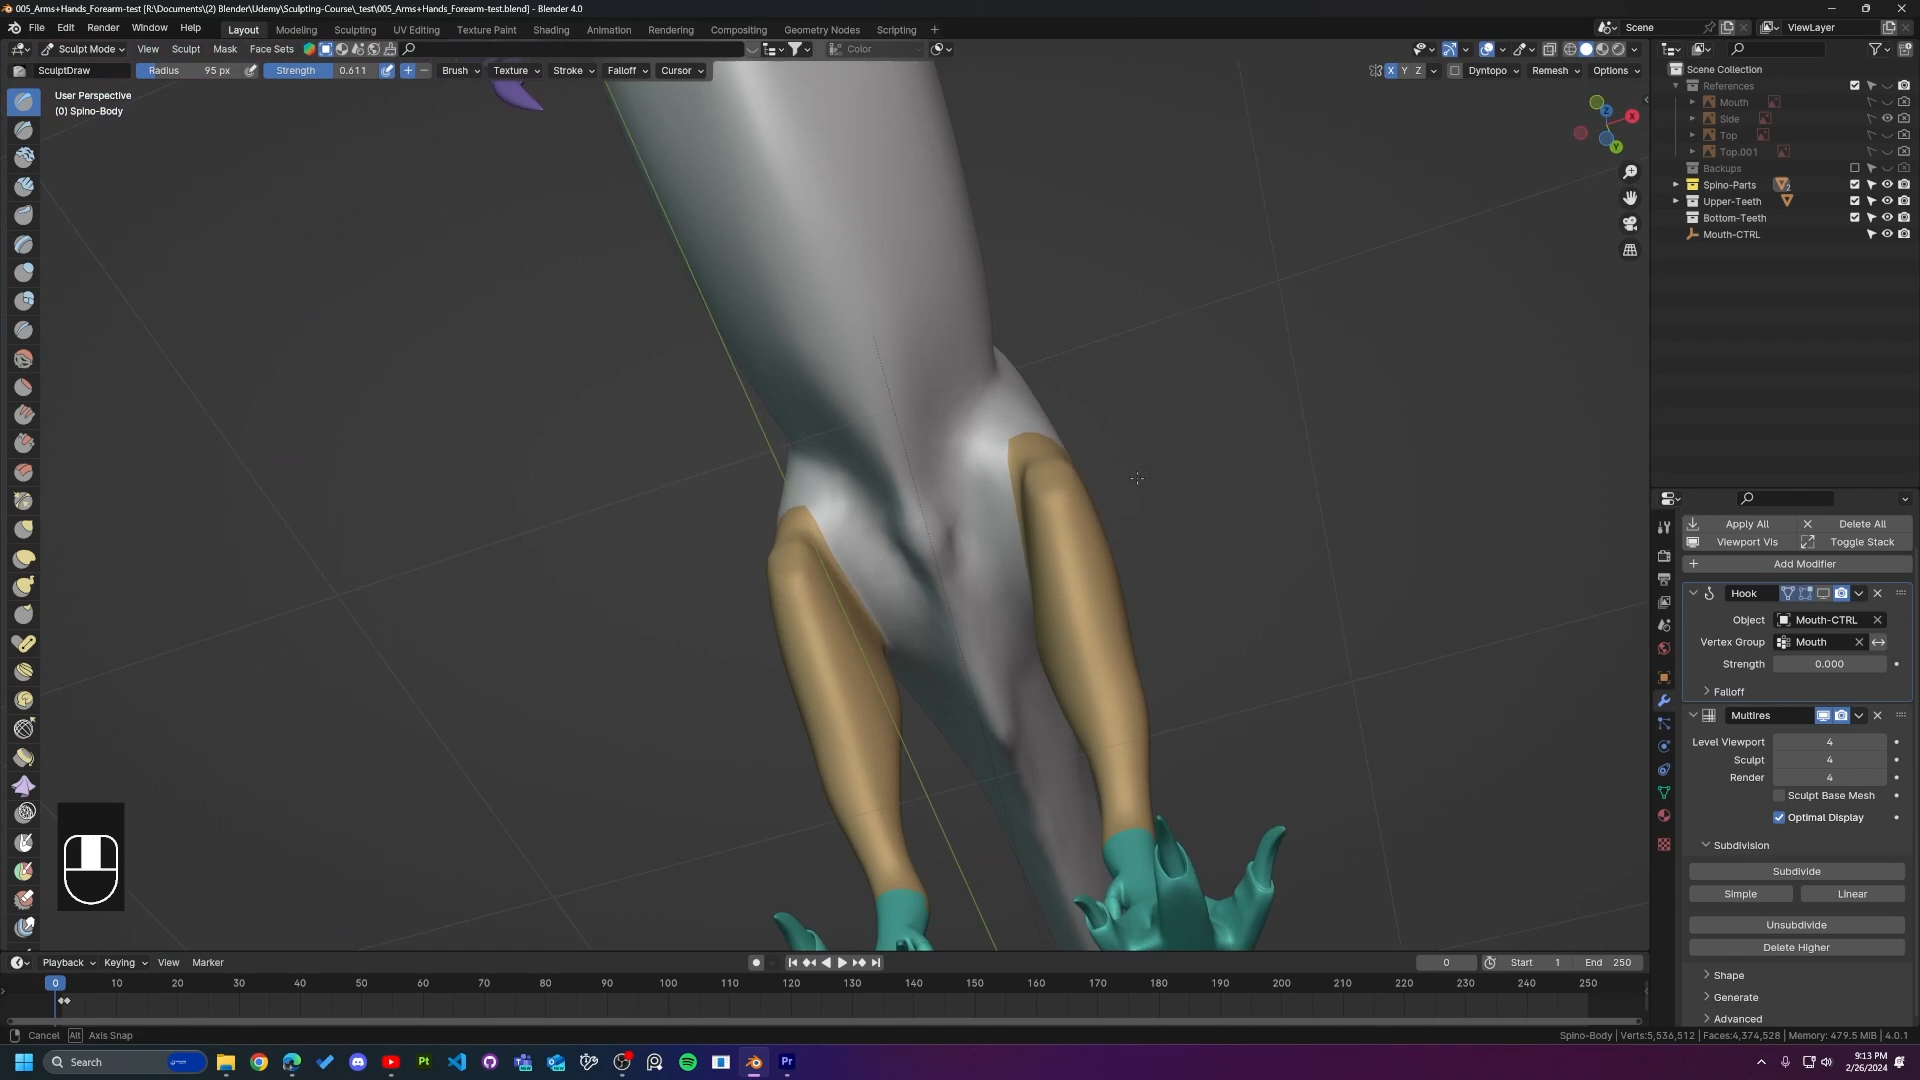 005_Arms+Hands_Forearm-test [R:\Documents\(2) Blender\Udemy\Sculpting-Course\_test\005_Arms+Hands_Forearm-test.blend] - Blender 4.0
File Edit Render Window Help Layout Modeling Sculpting UV Editing Texture Paint Shading Animation Rendering Compositing Geometry Nodes Scripting + Scene ViewLayer
Sculpt Mode View Sculpt Mask Face Sets Color
SculptDraw Radius 95 px Strength 0.611 Brush Texture Stroke Falloff Cursor X Y Z Dyntopo Remesh Options
User Perspective
(0) Spino-Body
Z X Y
Scene Collection
References
Mouth
Side
Top
Top.001
Backups
Spino-Parts 2
Upper-Teeth
Bottom-Teeth
Mouth-CTRL
Apply All Delete All
Viewport Vis Toggle Stack
Add Modifier
Hook
Object Mouth-CTRL
Vertex Group Mouth
Strength 0.000
Falloff
Multires
Level Viewport 4
Sculpt 4
Render 4
Sculpt Base Mesh
Optimal Display
Subdivision
Subdivide
Simple Linear
Unsubdivide
Delete Higher
Shape
Generate
Advanced
Playback Keying View Marker 0 Start 1 End 250
0 10 20 30 40 50 60 70 80 90 100 110 120 130 140 150 160 170 180 190 200 210 220 230 240 250
Cancel Alt Axis Snap Spino-Body | Verts:5,536,512 | Faces:4,374,528 | Memory: 479.5 MiB | 4.0.1
Search Pt NEW NEW Pr 9:13 PM
2/26/2024